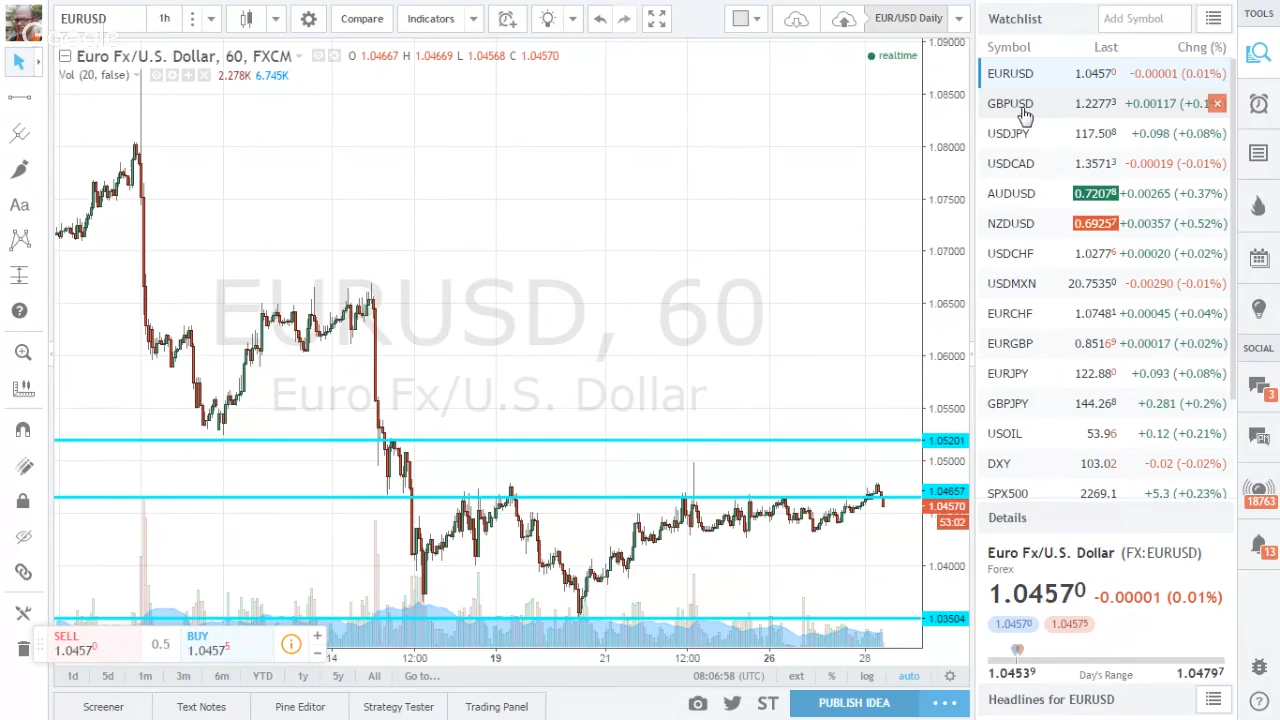 EURUSD 1h Compare Indicators EUR/USD Daily
Google
Euro Fx/U.S. Dollar, 60, FXCM O 1.04667 H 1.04669 L 1.04568 C 1.04570
realtime
Vol (20, false) 2.278K 6.745K
Aa
EURUSD, 60
Euro Fx/U.S. Dollar
1.09000
1.08500
1.08000
1.07500
1.07000
1.06500
1.06000
1.05500
1.05201
1.05000
1.04657
1.04570
53:02
1.04000
1.03504
SELL
1.04570
0.5
BUY
1.04575
14 12:00 19 21 12:00 26 28
1d 5d 1m 3m 6m YTD 1y 5y All Go to... 08:06:58 (UTC) ext % log auto
Screener Text Notes Pine Editor Strategy Tester Trading ST PUBLISH IDEA
Watchlist Add Symbol
Symbol Last Chng (%)
EURUSD 1.04570 -0.00001 (0.01%)
GBPUSD 1.22773 +0.00117
USDJPY 117.508 +0.098 (+0.08%)
USDCAD 1.35713 -0.00019 (-0.01%)
AUDUSD 0.72078 +0.00265 (+0.37%)
NZDUSD 0.69257 +0.00357 (+0.52%)
USDCHF 1.02776 +0.00020 (+0.02%)
USDMXN 20.75350 -0.00290 (-0.01%)
EURCHF 1.07481 +0.00045 (+0.04%)
EURGBP 0.85169 +0.00017 (+0.02%)
EURJPY 122.880 +0.093 (+0.08%)
GBPJPY 144.268 +0.281 (+0.2%)
USOIL 53.96 +0.12 (+0.21%)
DXY 103.02 -0.02 (-0.02%)
SPX500 2269.1 +5.3 (+0.23%)
Details
Euro Fx/U.S. Dollar (FX:EURUSD)
Forex
1.04570 -0.00001 (0.01%)
1.04570 1.04575
1.04539 Day's Range 1.04797
Headlines for EURUSD
TOOLS
SOCIAL
3
18763
13